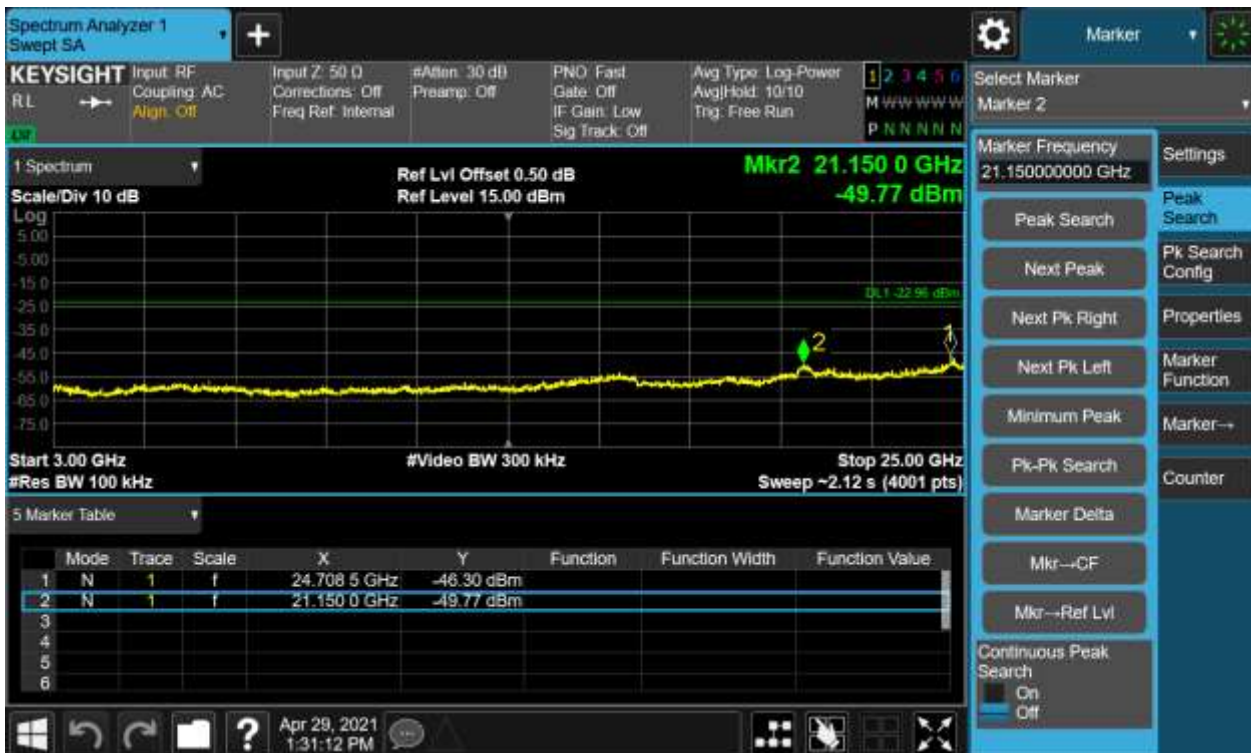 Spectrum Analyzer 1
Swept SA
+
Marker
KEYSIGHT
RL
Input: RF
Coupling: AC
Align: Off
Input Z: 50 Ω
Corrections: Off
Freq Ref: Internal
#Atten: 30 dB
Preamp: Off
PNO: Fast
Gate: Off
IF Gain: Low
Sig Track: Off
Avg Type: Log-Power
Avg|Hold: 10/10
Trig: Free Run
1 2 3 4 5 6
M W W W W W
P N N N N N
Select Marker
Marker 2
1 Spectrum
Scale/Div 10 dB
Ref Lvl Offset 0.50 dB
Ref Level 15.00 dBm
Mkr2 21.150 0 GHz
-49.77 dBm
Log
5.00
-5.00
-15.0
-25.0
-35.0
-45.0
-55.0
-65.0
-75.0
DL1 -22.96 dBm
2
1
Start 3.00 GHz
#Res BW 100 kHz
#Video BW 300 kHz
Stop 25.00 GHz
Sweep ~2.12 s (4001 pts)
5 Marker Table
Mode Trace Scale X Y Function Function Width Function Value
1 N 1 f 24.708 5 GHz -46.30 dBm
2 N 1 f 21.150 0 GHz -49.77 dBm
3
4
5
6
Marker Frequency
21.150000000 GHz
Peak Search
Next Peak
Next Pk Right
Next Pk Left
Minimum Peak
Pk-Pk Search
Marker Delta
Mkr→CF
Mkr→Ref Lvl
Continuous Peak
Search
On
Off
Settings
Peak
Search
Pk Search
Config
Properties
Marker
Function
Marker→
Counter
?
Apr 29, 2021
1:31:12 PM